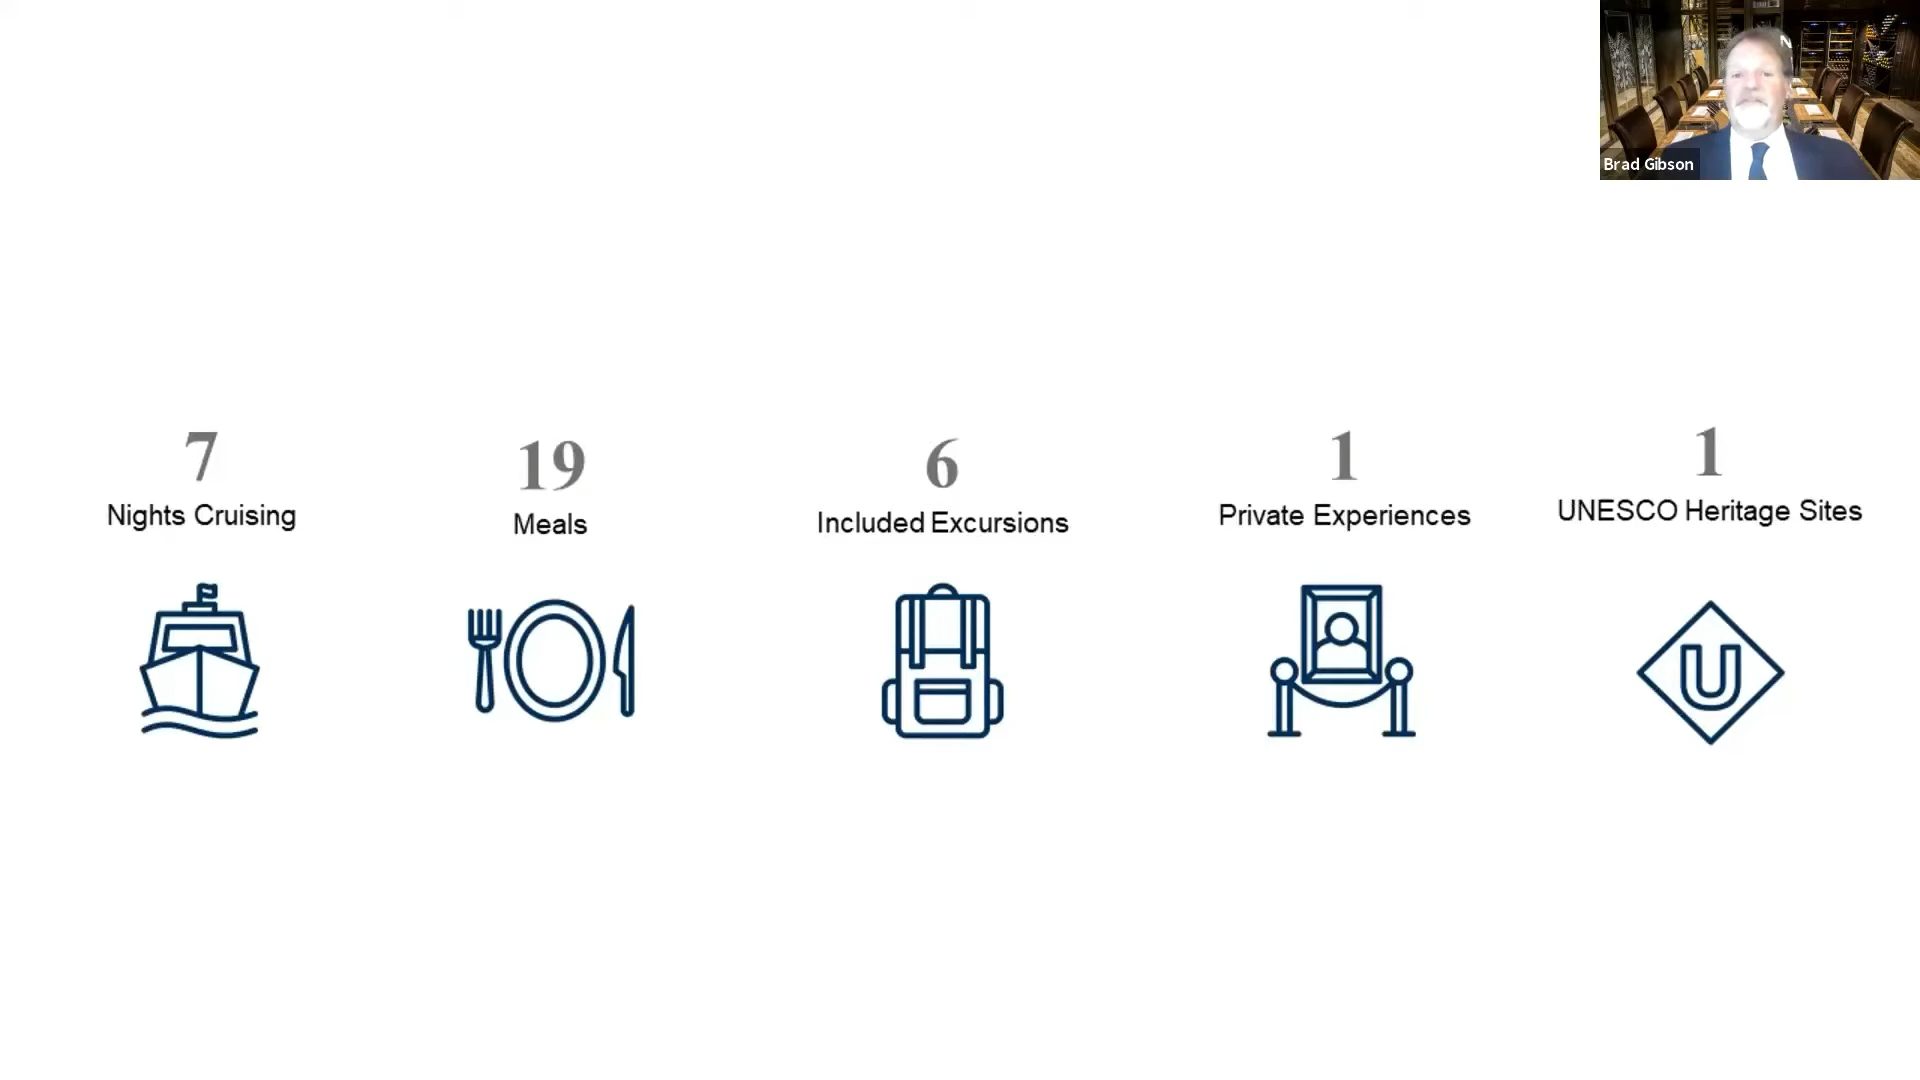 Brad Gibson
7
Nights Cruising
19
Meals
6
Included Excursions
1
Private Experiences
1
UNESCO Heritage Sites
U
N